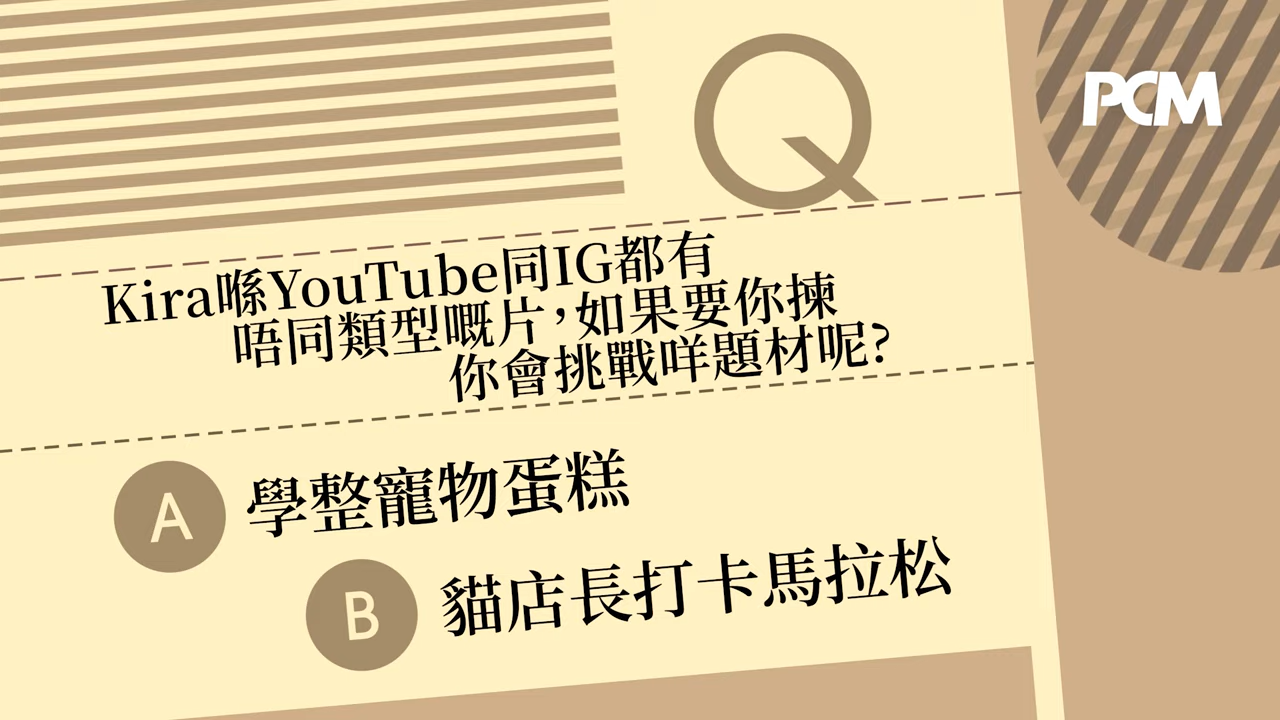 Q
PCM
Kira喺YouTube同IG都有
唔同類型嘅片，如果要你揀
你會挑戰咩題材呢?
A 學整寵物蛋糕
B 貓店長打卡馬拉松